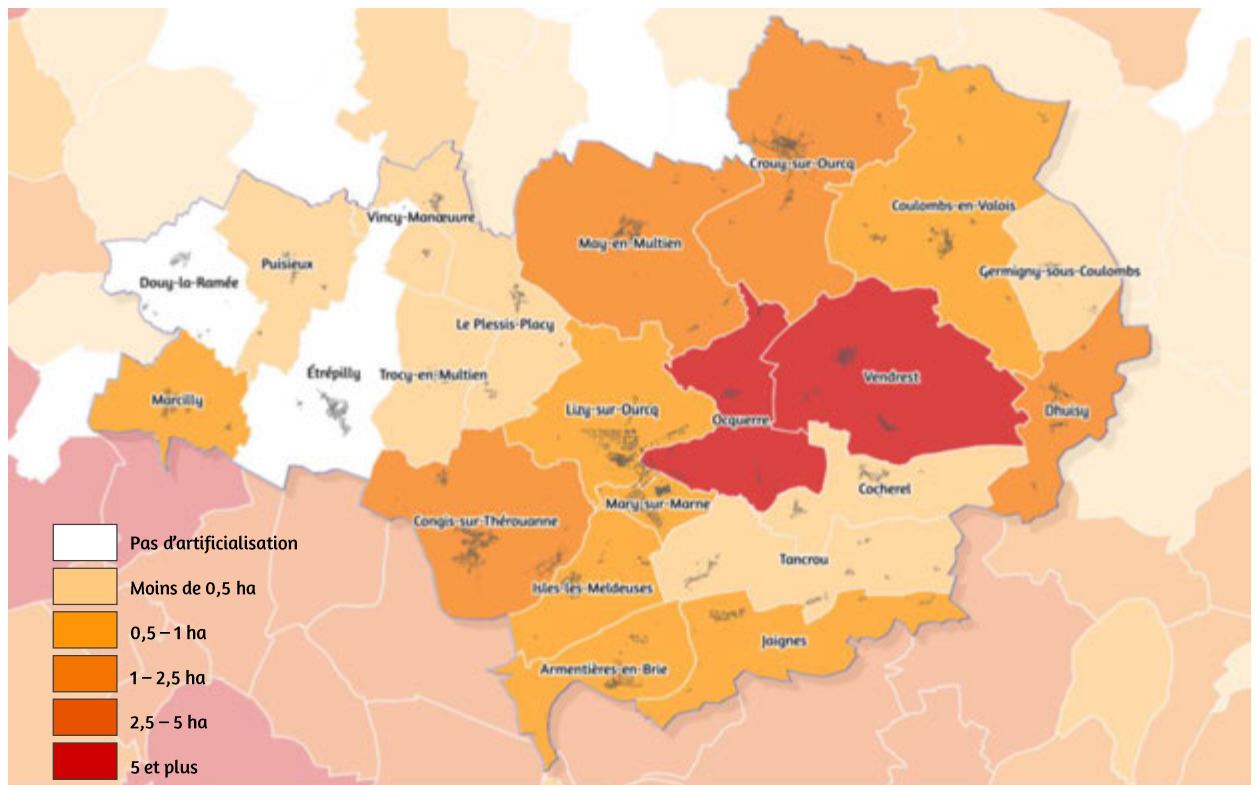 Crouy-sur-Ourcq
Coulombs-en-Valois
Vincy-Manœuvre
May-en-Multien
Puisieux
Germigny-sous-Coulombs
Douy-la-Ramée
Le Plessis-Placy
Étrépilly
Trocy-en-Multien
Vendrest
Marcilly
Lizy-sur-Ourcq
Dhuisy
Ocquerre
Cocherel
Mary-sur-Marne
Congis-sur-Thérouanne
Tancrou
Isles-les-Meldeuses
Jaignes
Armentières-en-Brie
Pas d'artificialisation
Moins de 0,5 ha
0,5 – 1 ha
1 – 2,5 ha
2,5 – 5 ha
5 et plus